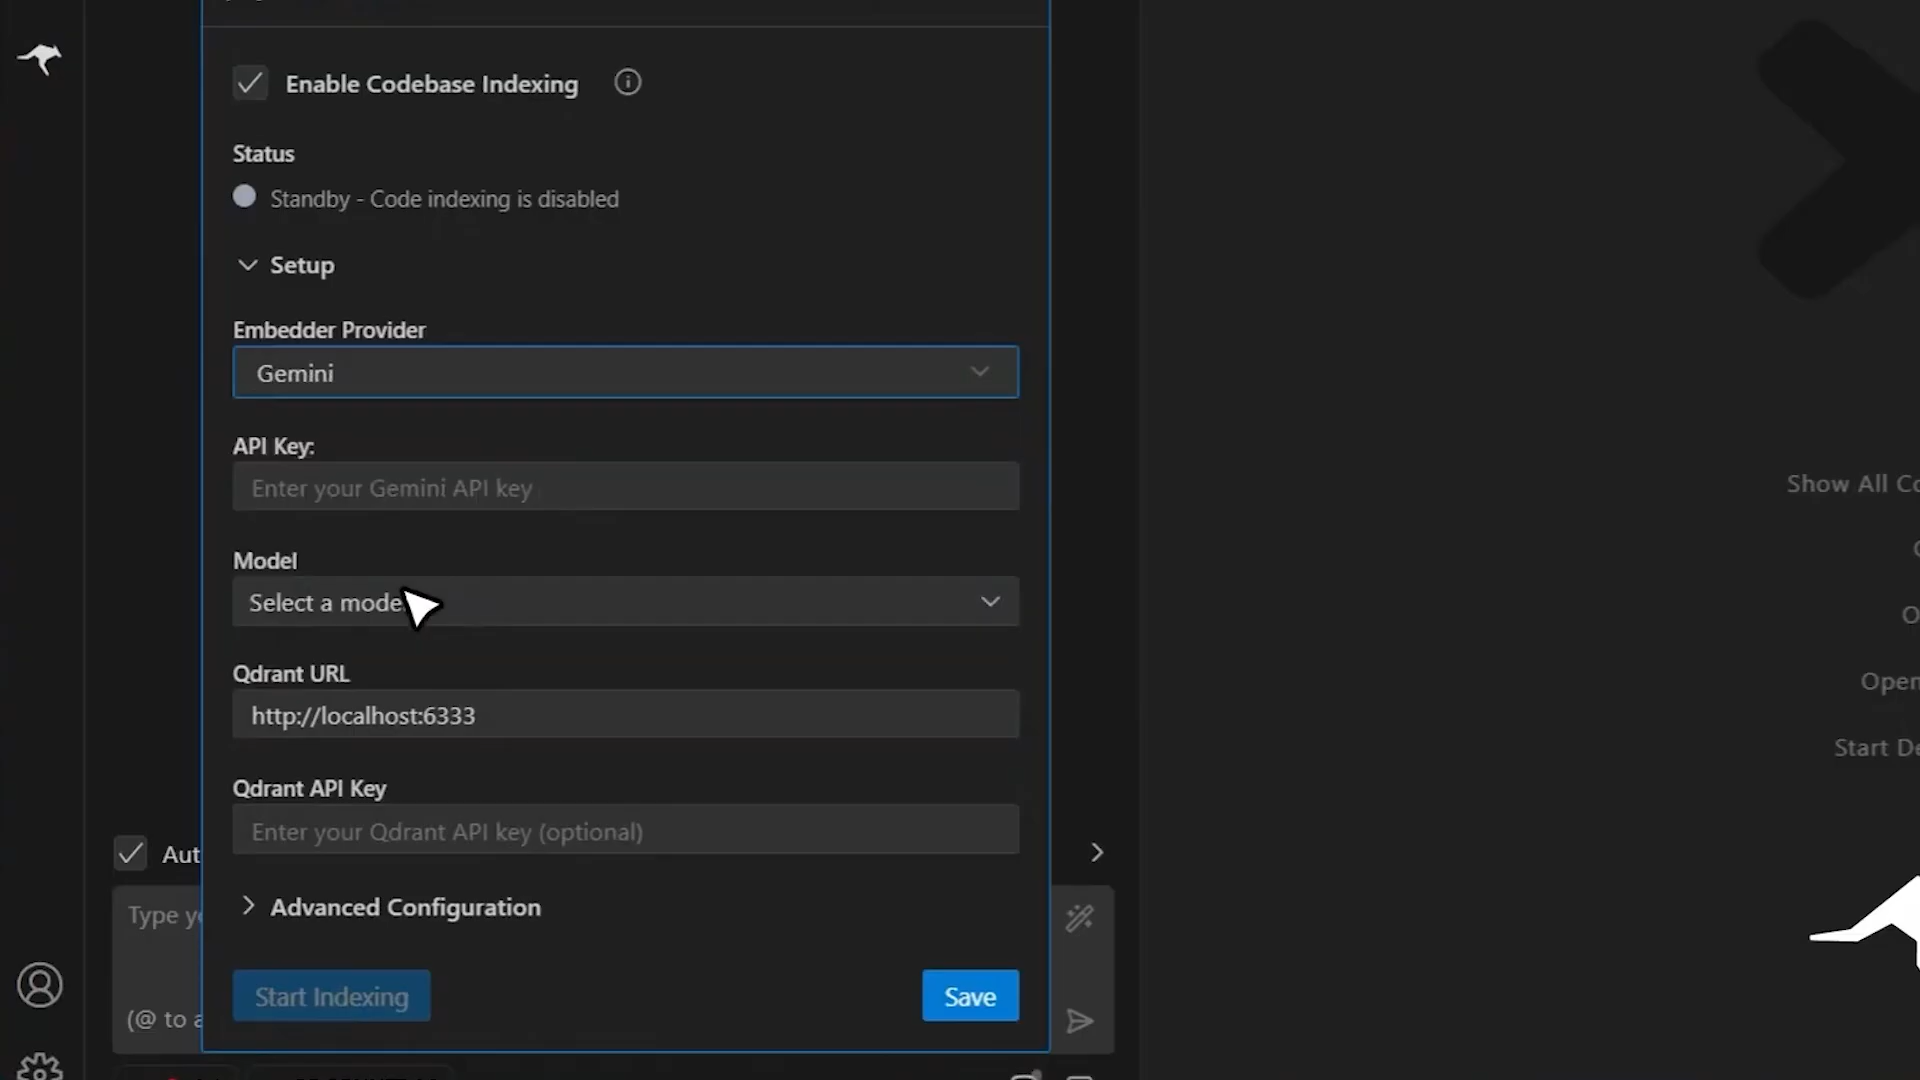 Enable Codebase Indexing
Status
Standby - Code indexing is disabled
Setup
Embedder Provider
Gemini
API Key:
Enter your Gemini API key
Model
Select a mode
Qdrant URL
http://localhost:6333
Qdrant API Key
Enter your Qdrant API key (optional)
Advanced Configuration
Start Indexing
Save
Aut
Type y
(@ to a
Show All Co
O
Open
Start De